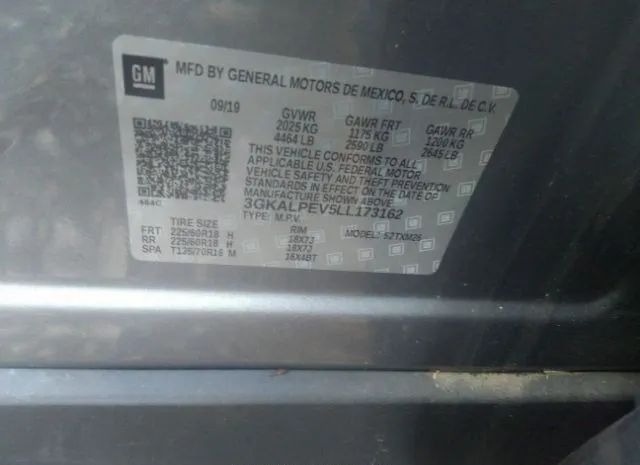 GM
MFD BY GENERAL MOTORS DE MEXICO, S. DE R.L. DE C.V.
09/19 GVWR GAWR FRT GAWR RR
2025 KG 1175 KG 1200 KG
4464 LB 2590 LB 2645 LB
THIS VEHICLE CONFORMS TO ALL
APPLICABLE U.S. FEDERAL MOTOR
VEHICLE SAFETY AND THEFT PREVENTION
STANDARDS IN EFFECT ON THE DATE OF
MANUFACTURE SHOWN ABOVE.
3GKALPEV5LL173162
TYPE: M.P.V. MODEL:
464C
TIRE SIZE RIM
FRT 225/60R18 H 18X7J
RR 225/60R18 H 18X7J
SPA T135/70R16 M 16X4BT